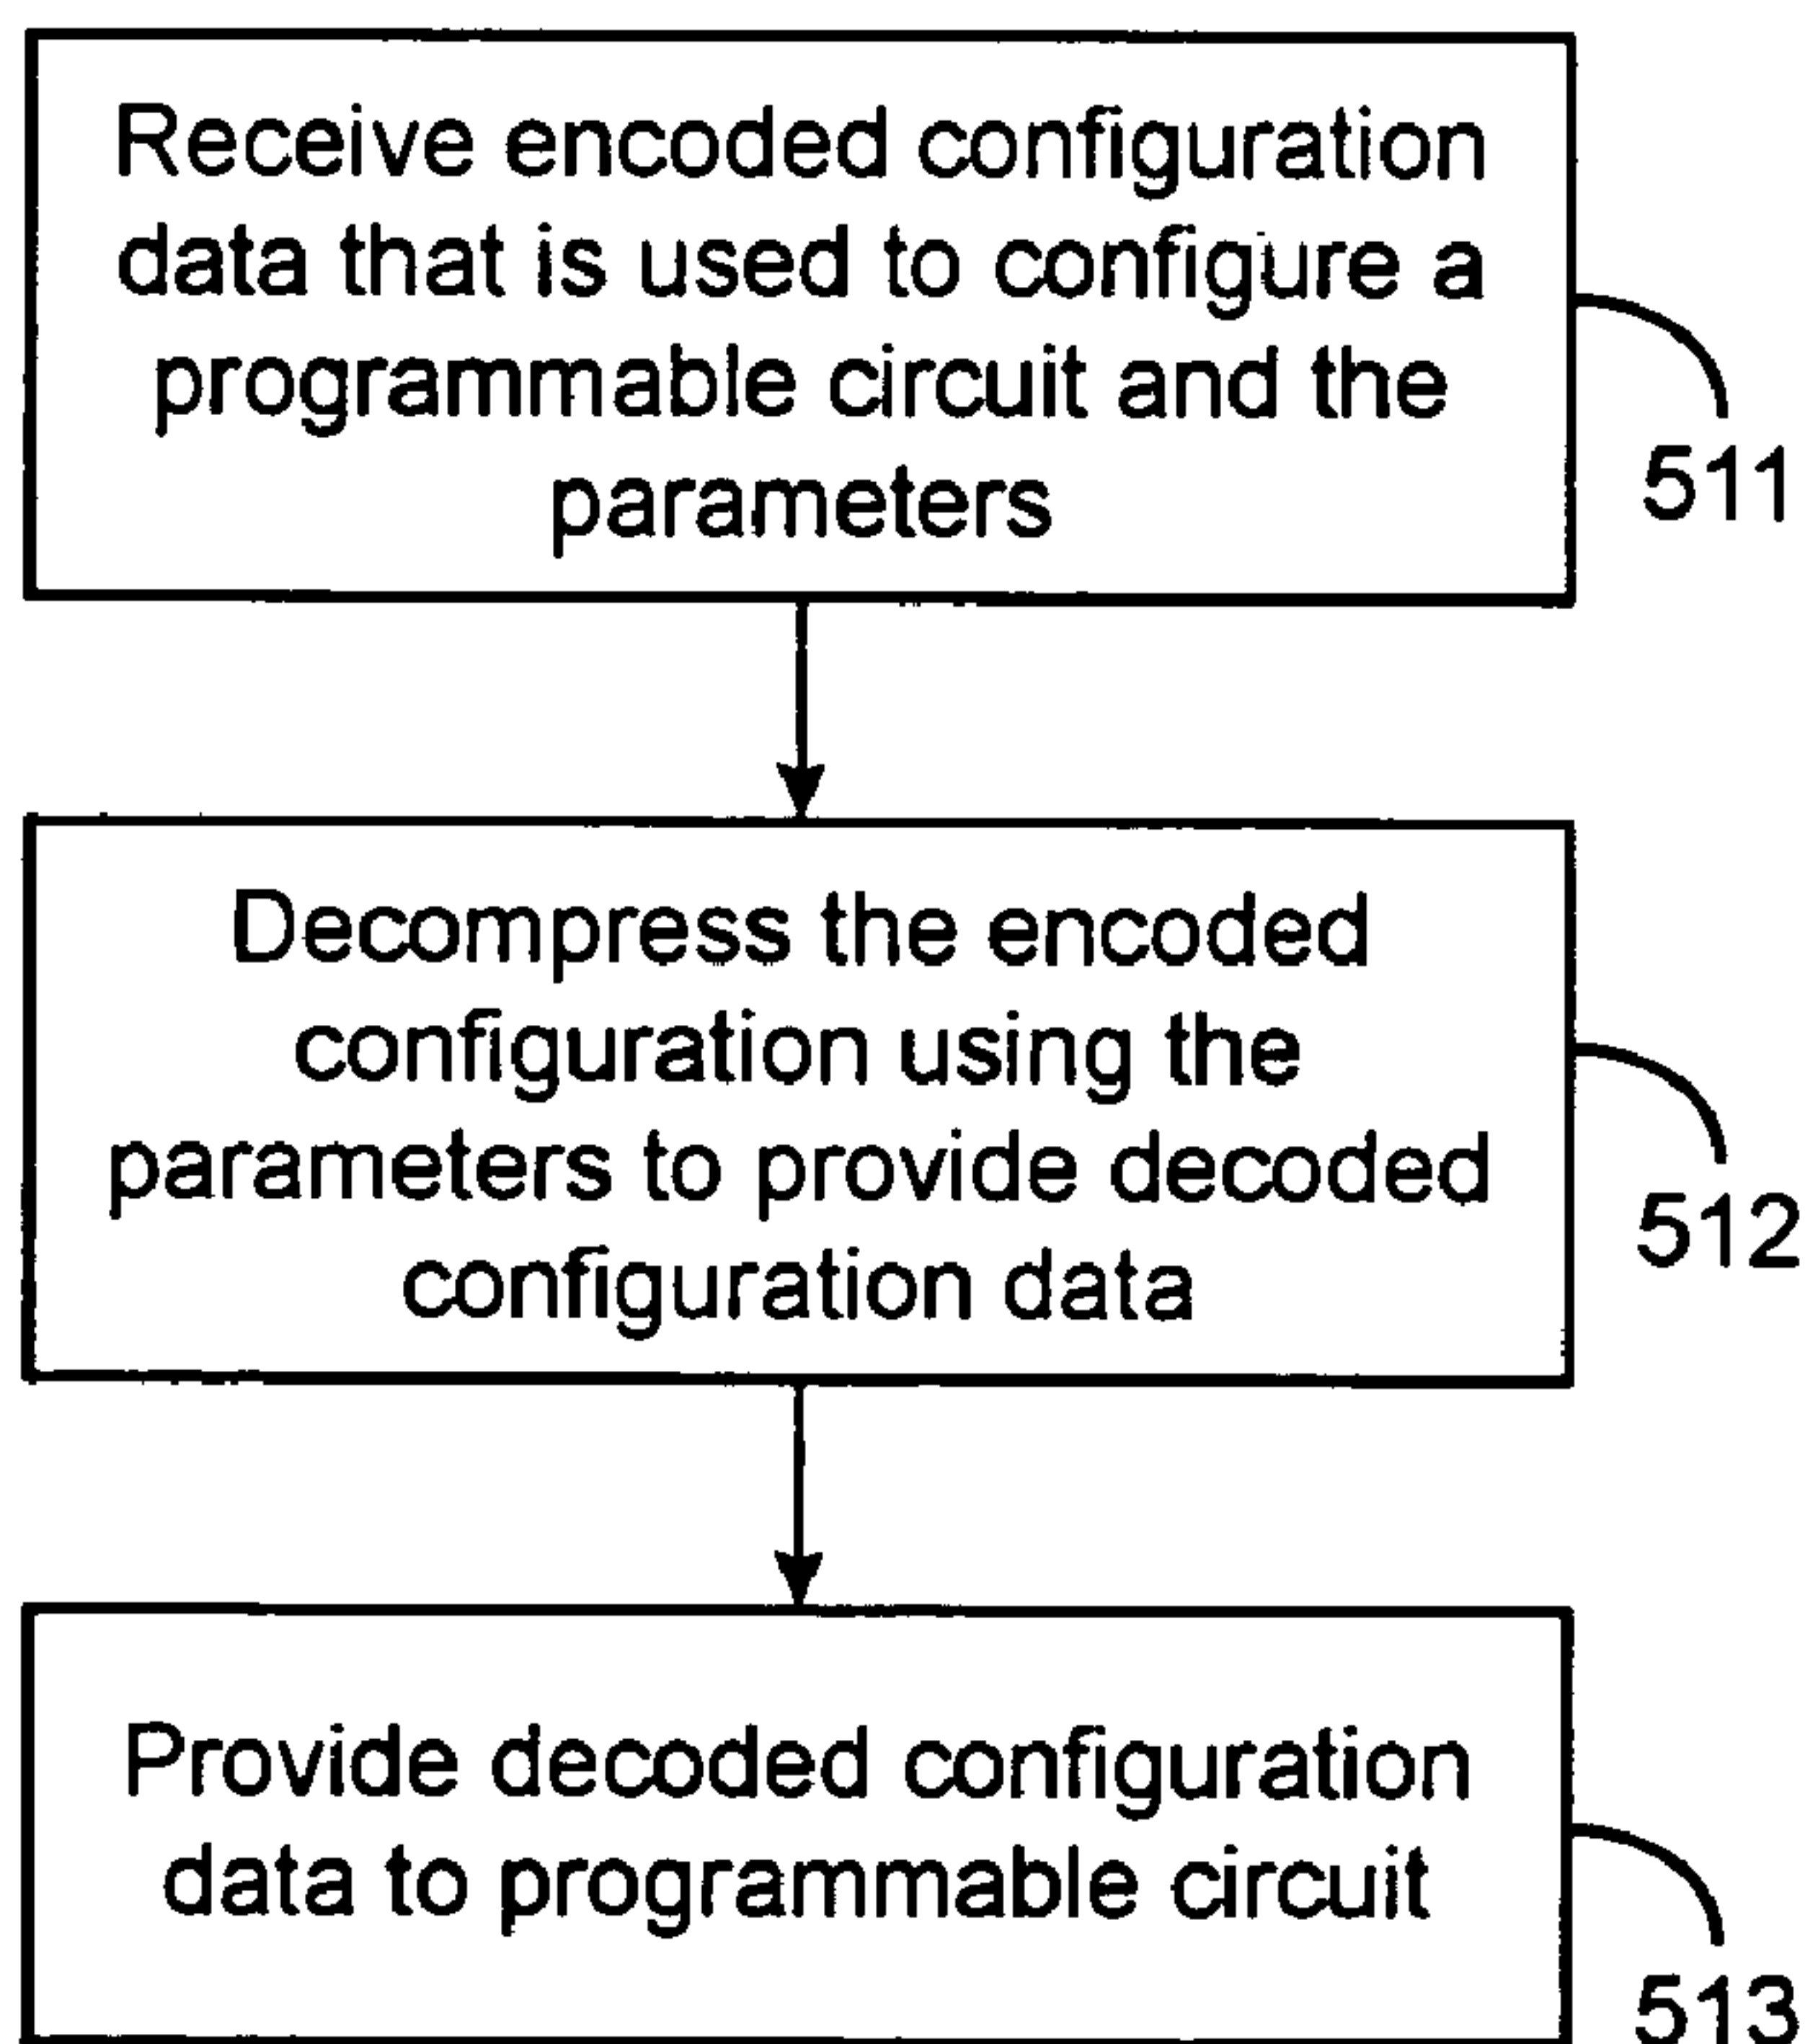 Receive encoded configuration
data that is used to configure a
programmable circuit and the
parameters
511
Decompress the encoded
configuration using the
parameters to provide decoded
configuration data
512
Provide decoded configuration
data to programmable circuit
513